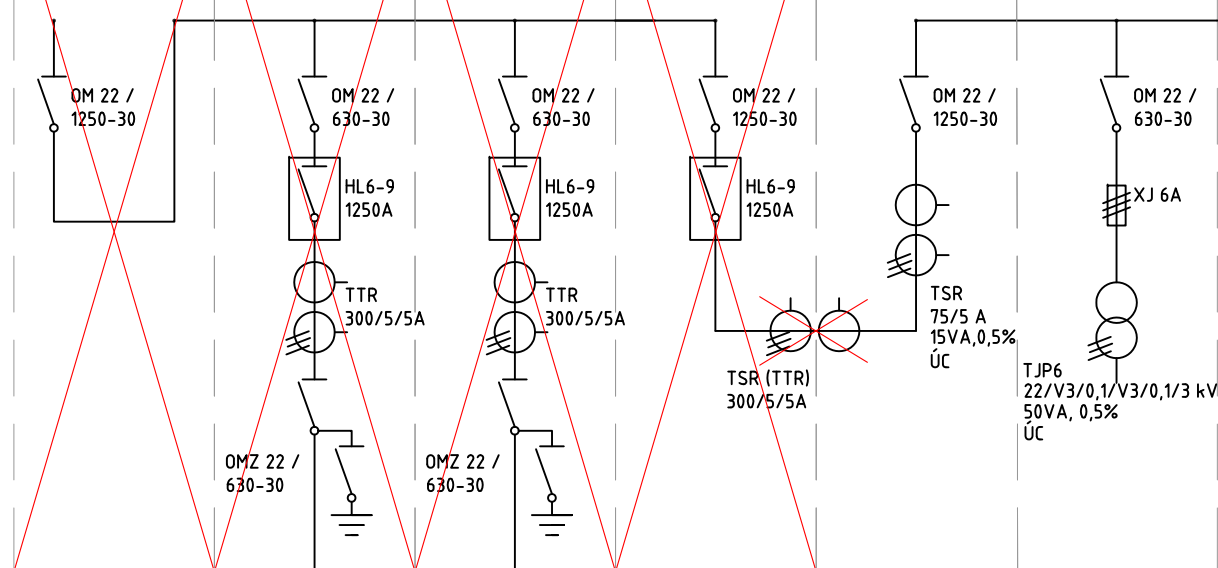 OM 22 /
1250-30
OM 22 /
630-30
OM 22 /
630-30
OM 22 /
1250-30
OM 22 /
1250-30
OM 22 /
630-30
HL6-9
1250A
HL6-9
1250A
HL6-9
1250A
XJ 6A
TTR
300/5/5A
TTR
300/5/5A
TSR
75/5 A
15VA,0,5%
ÚC
TSR (TTR)
300/5/5A
TJP6
22/V3/0,1/V3/0,1/3 kV
50VA, 0,5%
ÚC
OMZ 22 /
630-30
OMZ 22 /
630-30